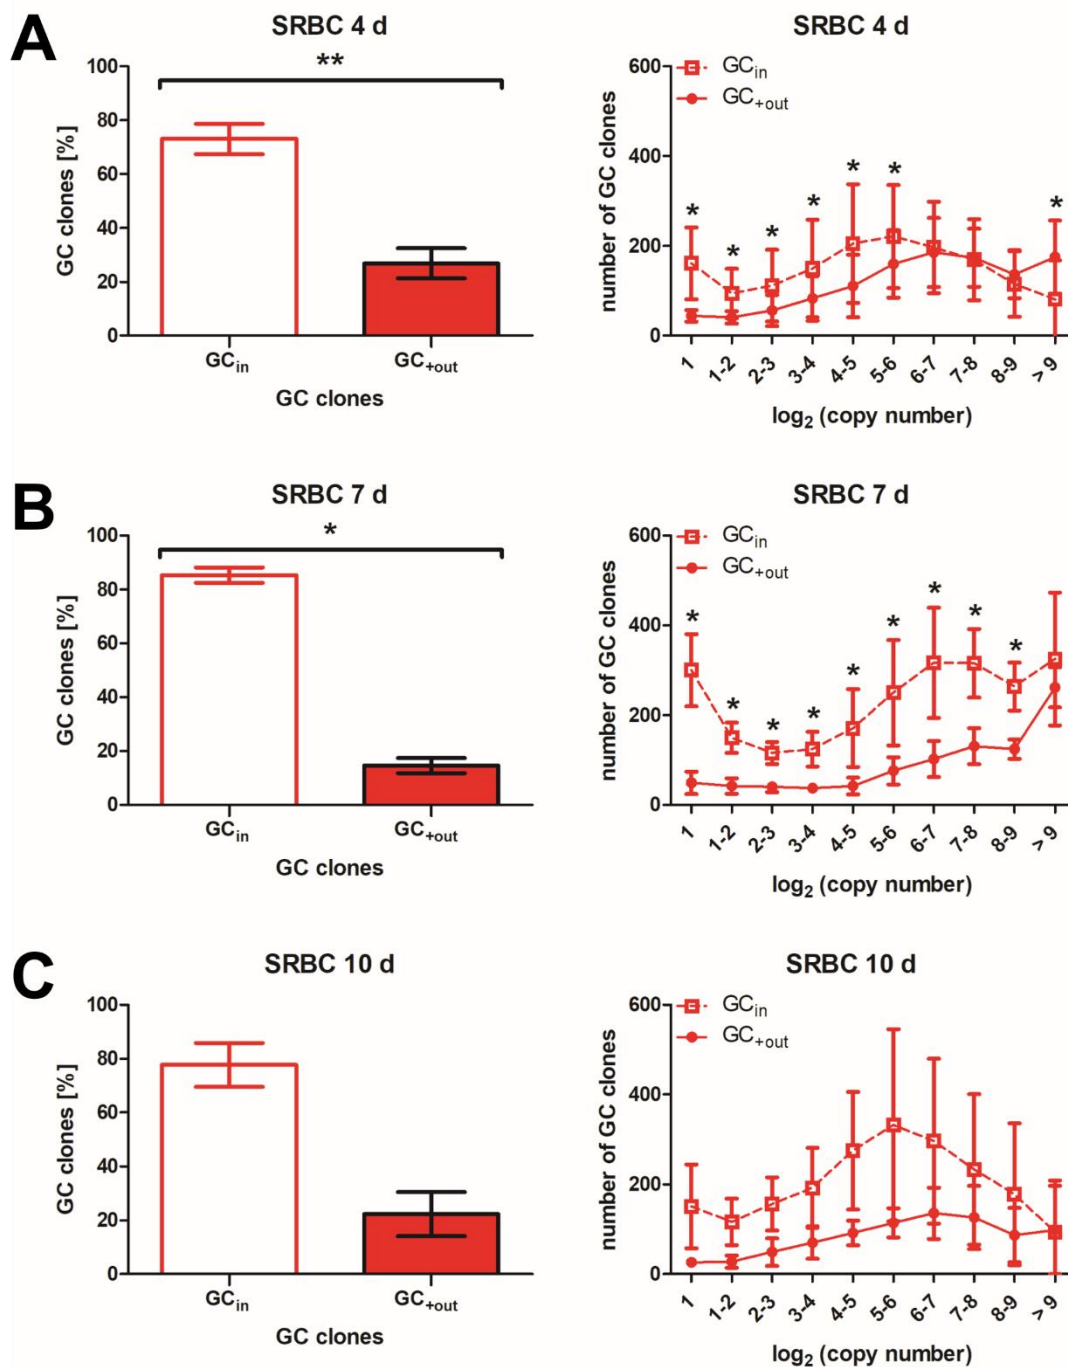 A
SRBC 4 d
**
100
80
60
40
20
0
GC clones [%]
GCin
GC+out
GC clones
SRBC 4 d
GCin
GC+out
600
400
200
0
number of GC clones
* * * * * * *
1 1-2 2-3 3-4 4-5 5-6 6-7 7-8 8-9 > 9
log2 (copy number)
B
SRBC 7 d
*
100
80
60
40
20
0
GC clones [%]
GCin
GC+out
GC clones
SRBC 7 d
GCin
GC+out
600
400
200
0
number of GC clones
* * * * * * * * *
1 1-2 2-3 3-4 4-5 5-6 6-7 7-8 8-9 > 9
log2 (copy number)
C
SRBC 10 d
100
80
60
40
20
0
GC clones [%]
GCin
GC+out
GC clones
SRBC 10 d
GCin
GC+out
600
400
200
0
number of GC clones
1 1-2 2-3 3-4 4-5 5-6 6-7 7-8 8-9 > 9
log2 (copy number)